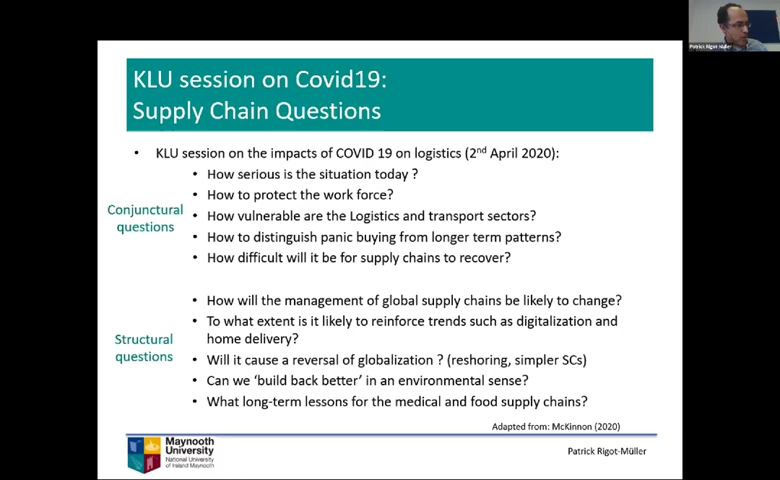 Patrick Rigot-Müller
KLU session on Covid19:
Supply Chain Questions
• KLU session on the impacts of COVID 19 on logistics (2nd April 2020):
• How serious is the situation today ?
• How to protect the work force?
Conjunctural
questions
• How vulnerable are the Logistics and transport sectors?
• How to distinguish panic buying from longer term patterns?
• How difficult will it be for supply chains to recover?
• How will the management of global supply chains be likely to change?
• To what extent is it likely to reinforce trends such as digitalization and
home delivery?
Structural
questions
• Will it cause a reversal of globalization ? (reshoring, simpler SCs)
• Can we ‘build back better’ in an environmental sense?
• What long-term lessons for the medical and food supply chains?
Adapted from: McKinnon (2020)
Maynooth
University
National University
of Ireland Maynooth
Patrick Rigot-Müller